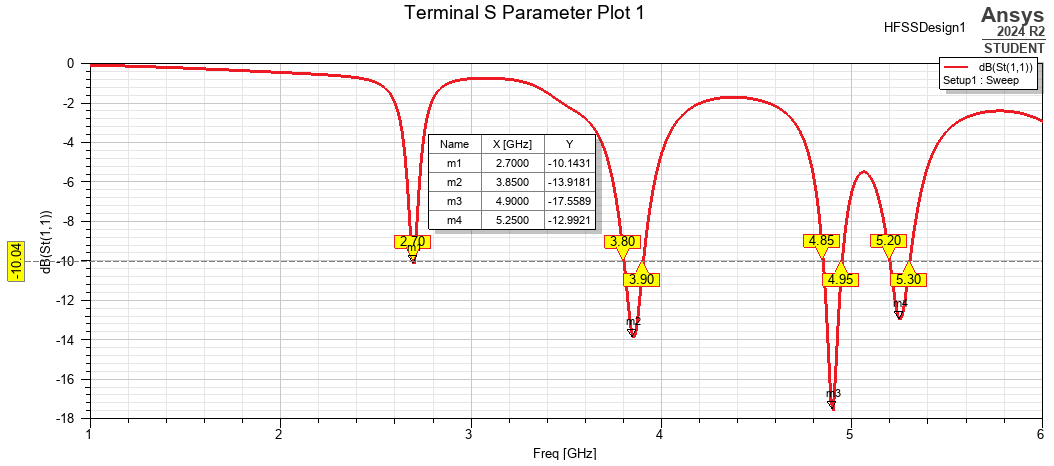 Terminal S Parameter Plot 1
HFSSDesign1
Ansys
2024 R2
STUDENT
dB(St(1,1))
Setup1 : Sweep
0
-2
-4
-6
-8
-10
-12
-14
-16
-18
dB(St(1,1))
-10.04
Name X [GHz] Y
m1 2.7000 -10.1431
m2 3.8500 -13.9181
m3 4.9000 -17.5589
m4 5.2500 -12.9921
2.70
m1
3.80
3.90
m2
4.85
4.95
m3
5.20
5.30
m4
1 2 3 4 5 6
Freq [GHz]